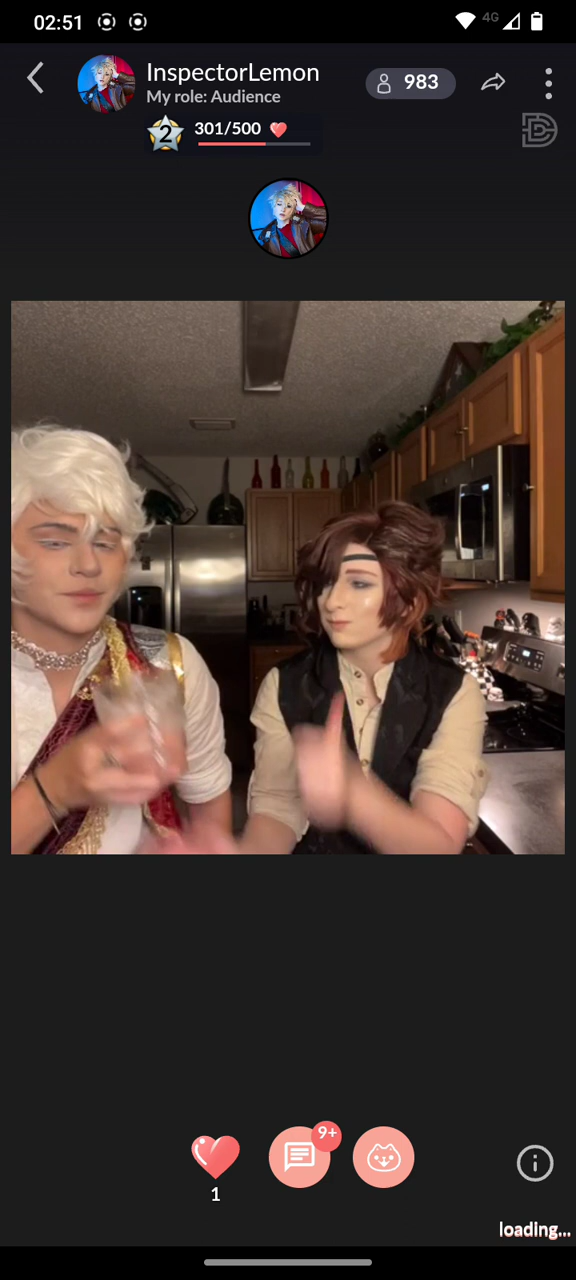 02:51
4G
InspectorLemon
My role: Audience
983
2
301/500
9+
1
loading...